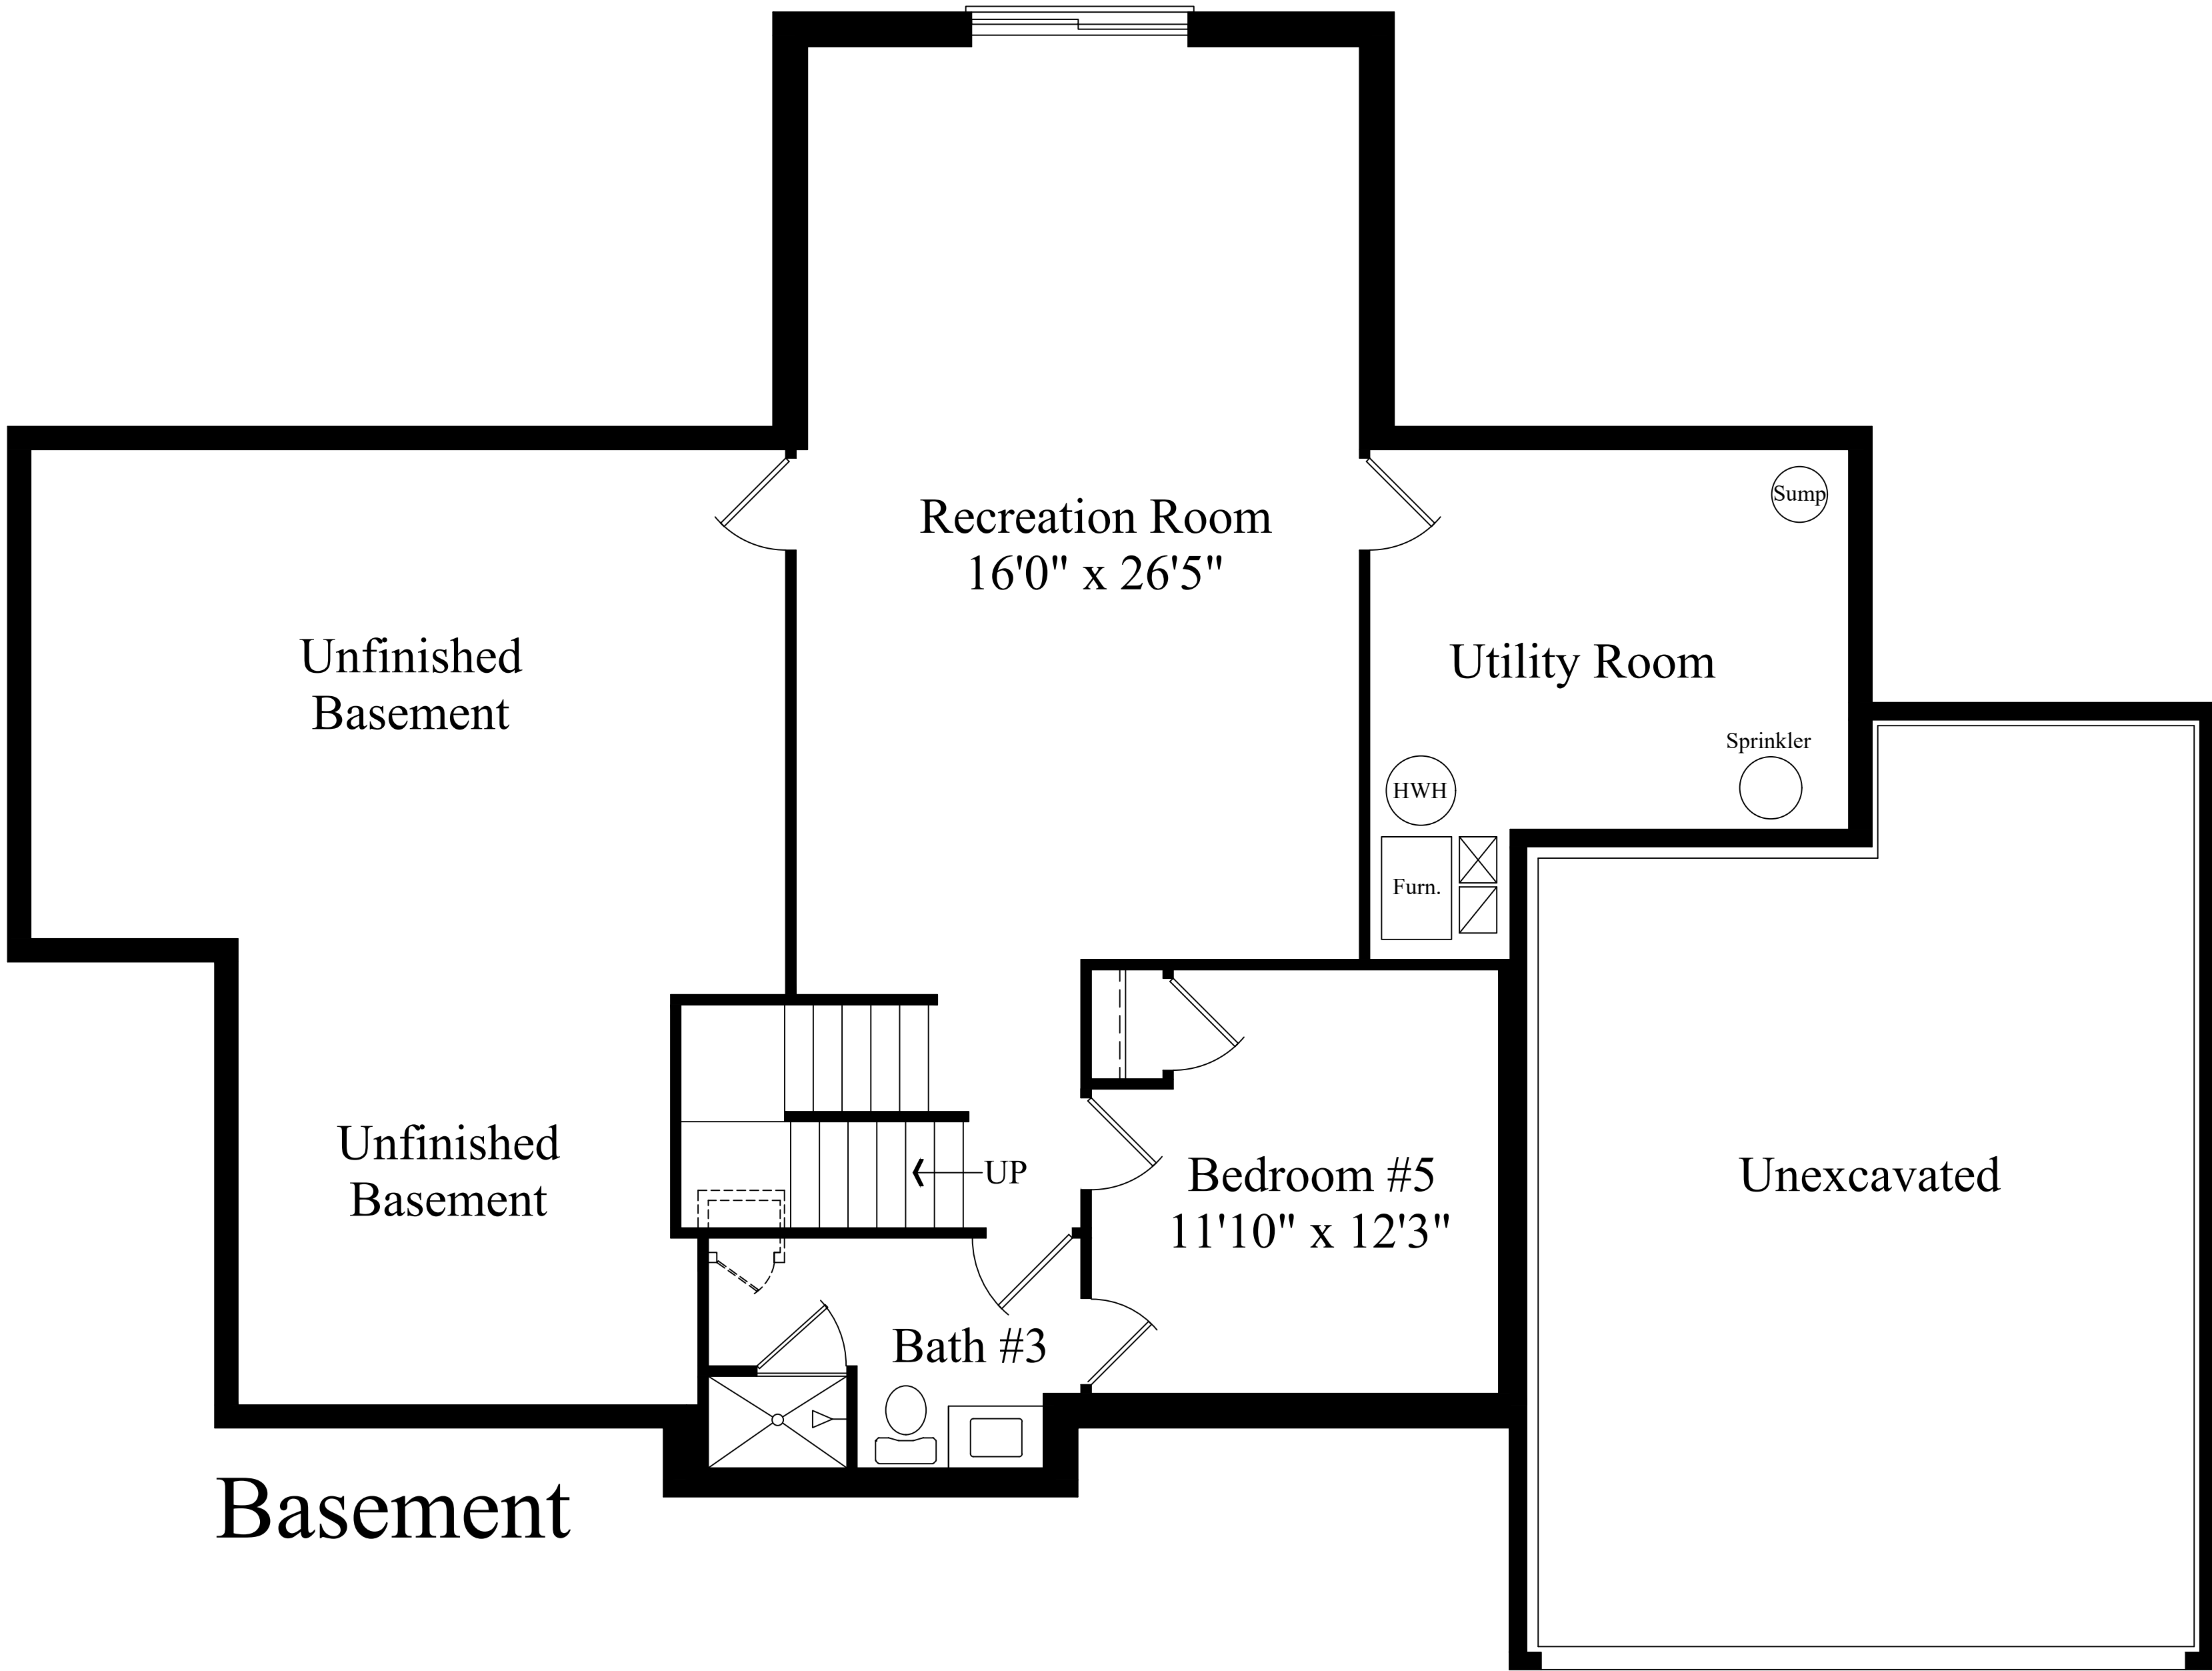 Recreation Room
16'0" x 26'5"
Sump
Unfinished
Basement
Utility Room
Sprinkler
HWH
Furn.
Unfinished
Basement
UP
Bedroom #5
11'10" x 12'3"
Unexcavated
Bath #3
Basement